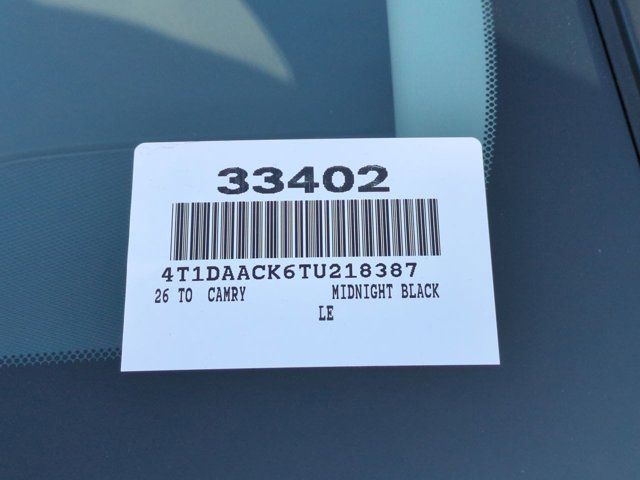 33402
4T1DAACK6TU218387
26 TO CAMRY MIDNIGHT BLACK
LE